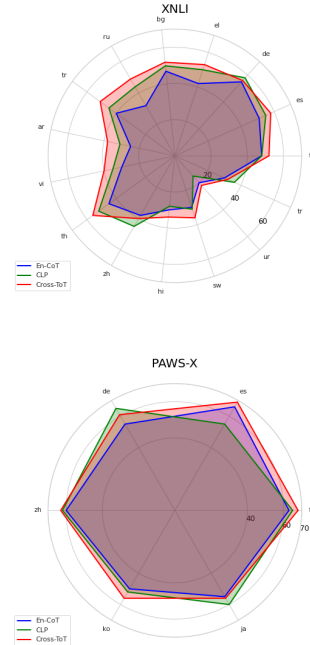 XNLI
bg
el
ru
de
tr
es
ar
20
vi
40
tr
60
th
ur
zh
sw
hi
En-CoT
CLP
Cross-ToT
PAWS-X
de
es
zh
40
60
70
ko
ja
En-CoT
CLP
Cross-ToT